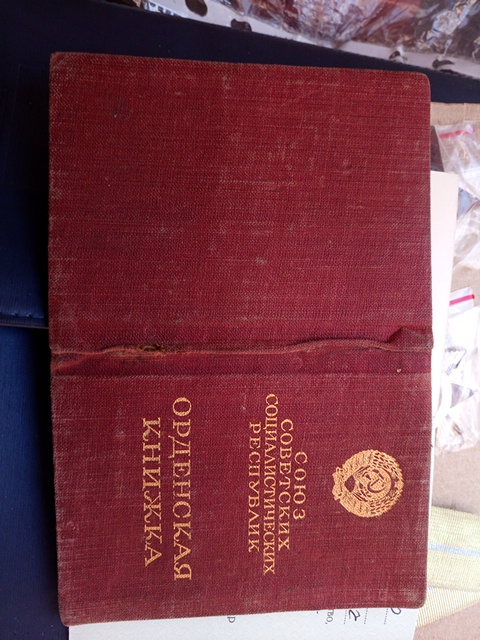 СОЮЗ
СОВЕТСКИХ
СОЦИАЛИСТИЧЕСКИХ
РЕСПУБЛИК
ОРДЕНСКАЯ
КНИЖКА